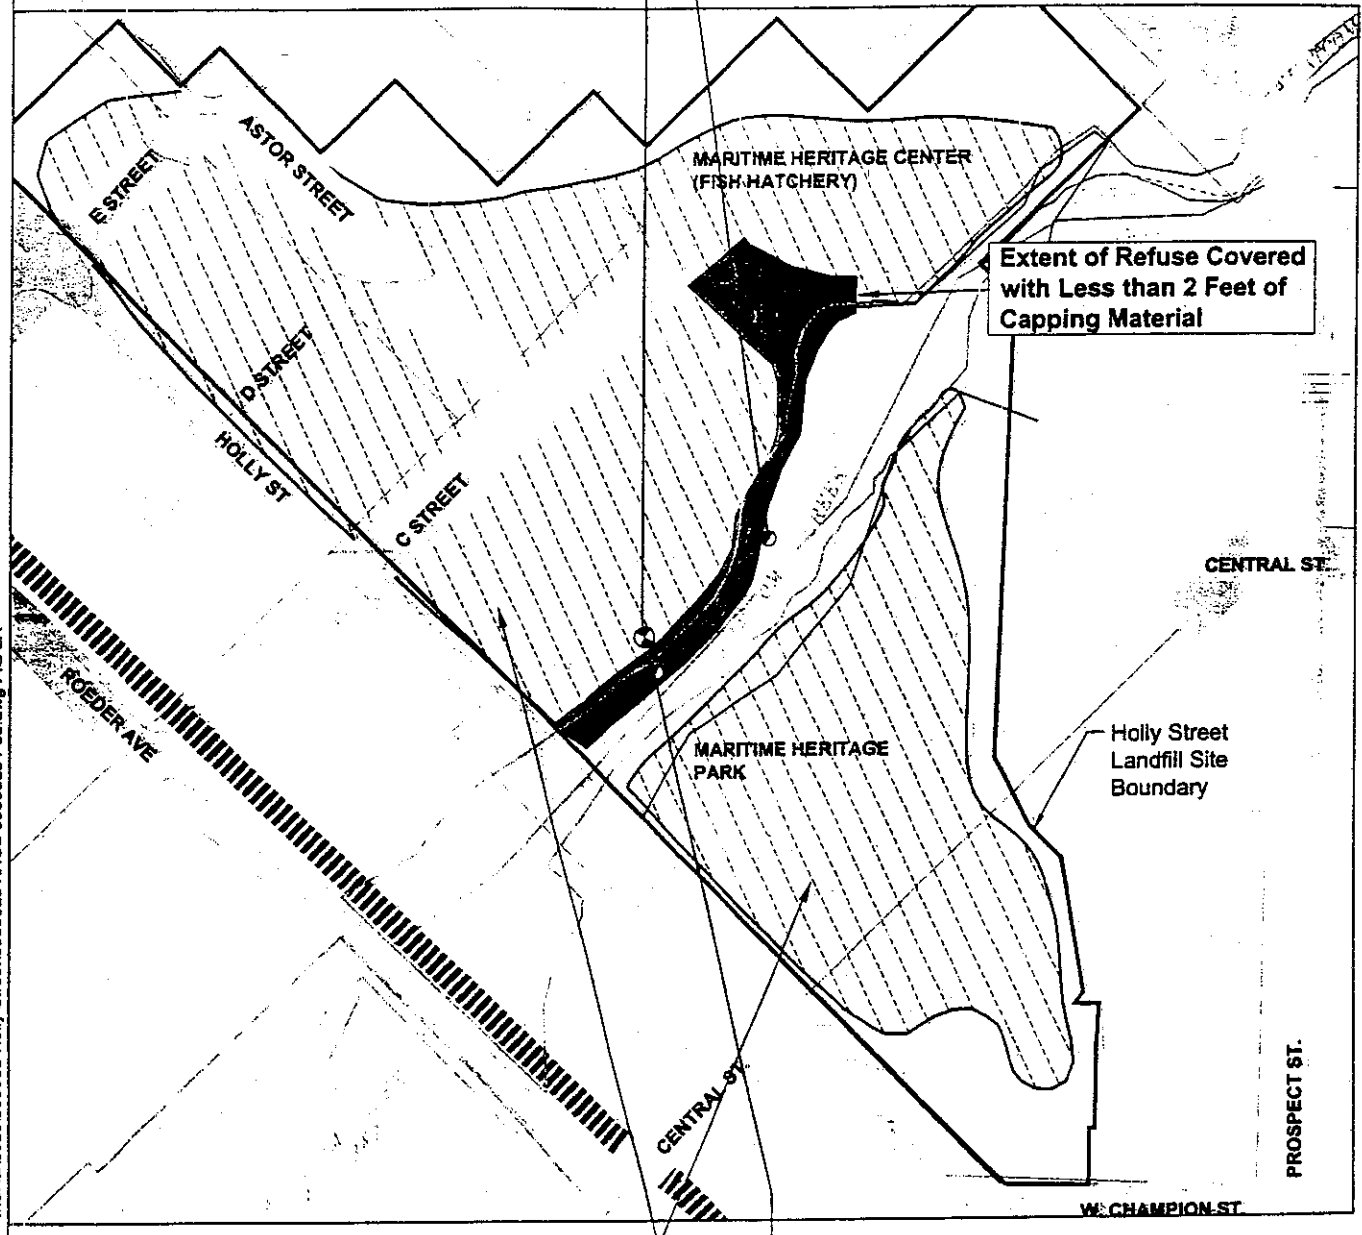 ASTOR STREET
E STREET
MARITIME HERITAGE CENTER
(FISH HATCHERY)
Extent of Refuse Covered
with Less than 2 Feet of
Capping Material
D STREET
HOLLY ST
C STREET
CENTRAL ST.
ROEDER AVE
MARITIME HERITAGE
PARK
Holly Street
Landfill Site
Boundary
CENTRAL ST.
PROSPECT ST.
W. CHAMPION ST.